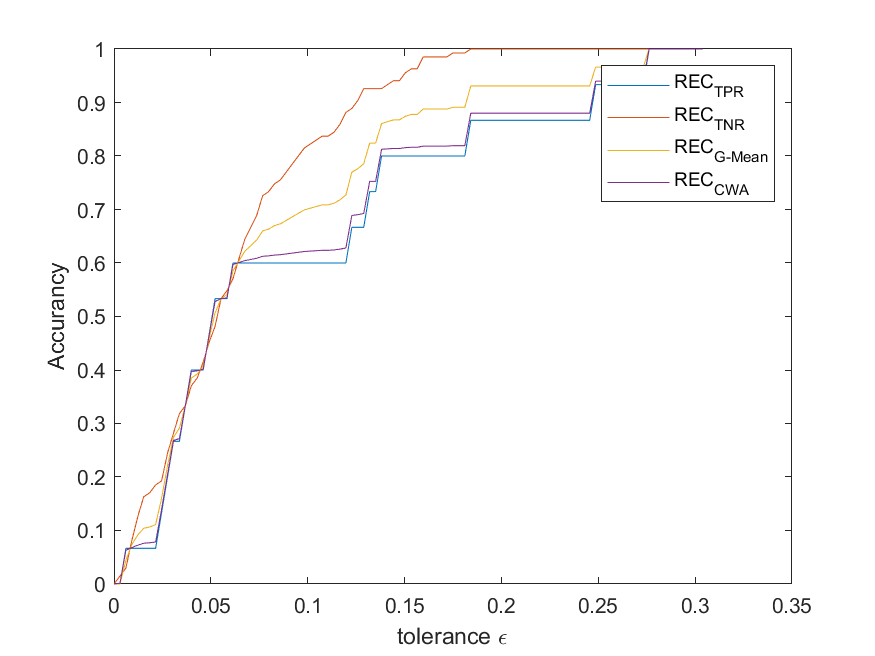 1
0.9
0.8
0.7
0.6
0.5
0.4
0.3
0.2
0.1
0
Accurancy
REC_TPR
REC_TNR
REC_G-Mean
REC_CWA
0 0.05 0.1 0.15 0.2 0.25 0.3 0.35
tolerance ϵ